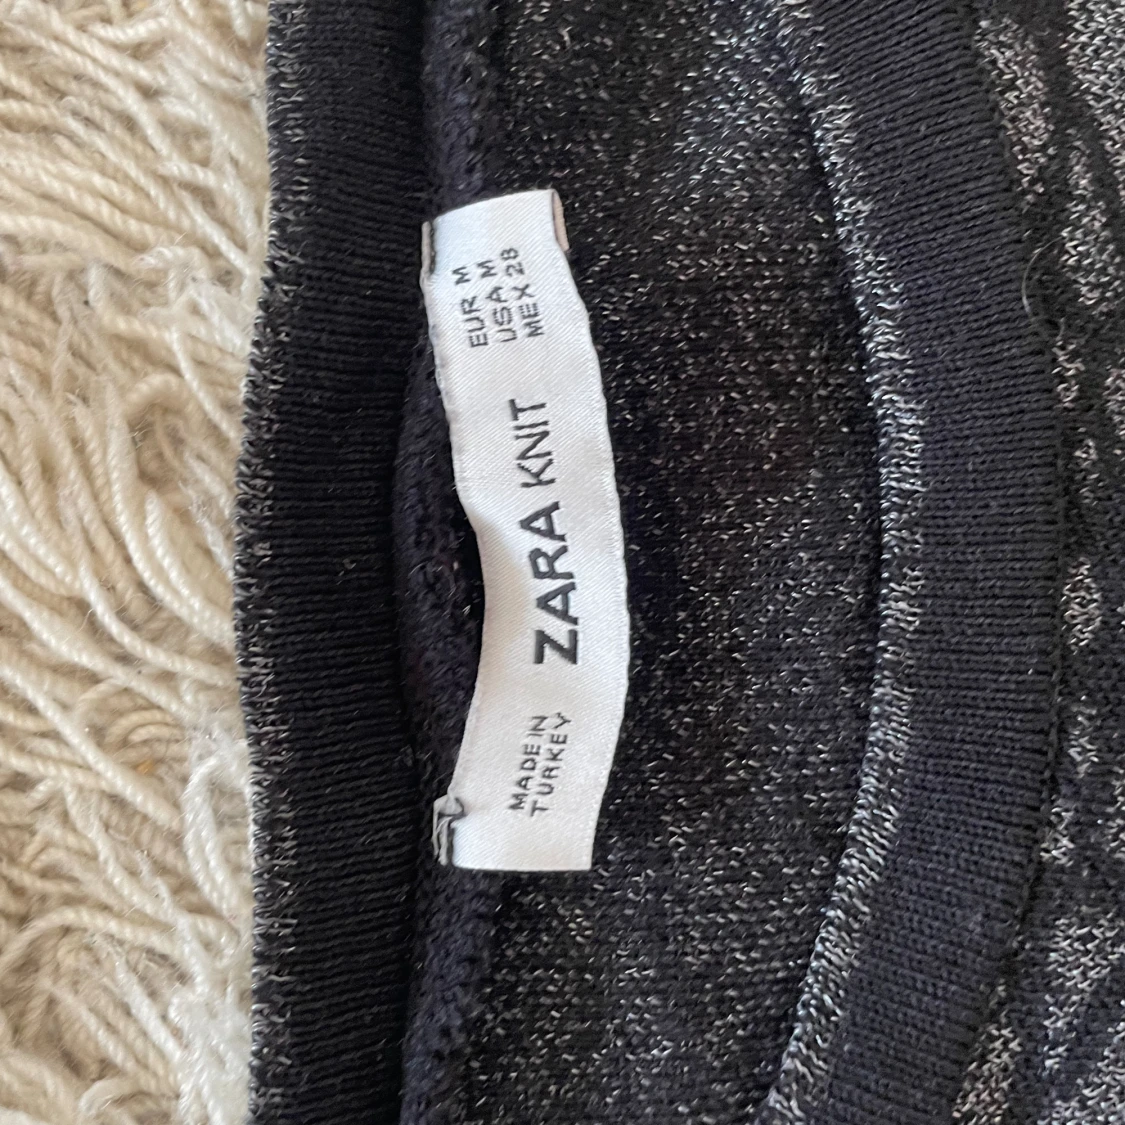 MADE IN
TURKEY
ZARA KNIT
EUR M
USA M
MEX 28